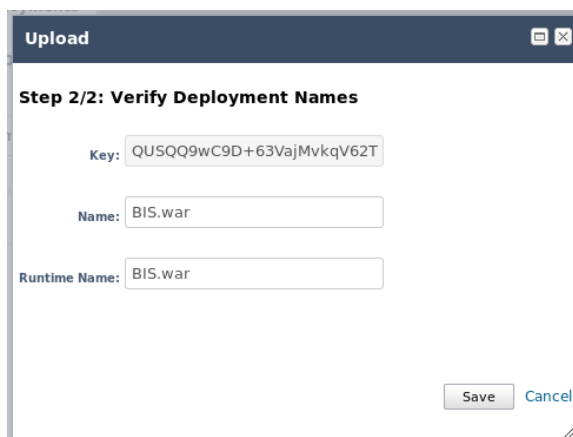 Upload
Step 2/2: Verify Deployment Names
Key: QUSQQ9wC9D+63VajMvkqV62T
Name: BIS.war
Runtime Name: BIS.war
Save Cancel